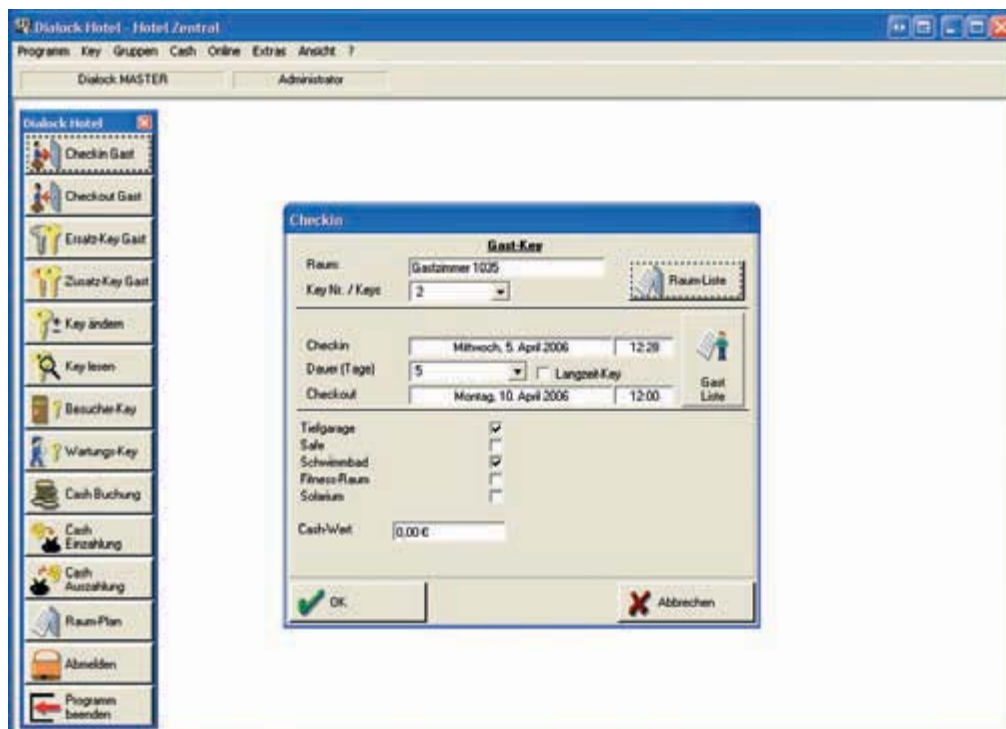 Dialock Hotel - Hotel Zentral
Programm Key Gruppen Cash Online Extras Ansicht ?
Dialock MASTER Administrator
Dialock Hotel
Checkin Gast
Checkout Gast
Ersatz-Key Gast
Zusatz-Key Gast
Key ändern
Key lesen
Besucher-Key
Wartungs-Key
Cash Buchung
Cash
Einzahlung
Cash
Auszahlung
Raum-Plan
Abmelden
Programm
beenden
Checkin
Gast-Key
Raum: Gastzimmer 1035
Raum-Liste
Key Nr. / Keys 2
Checkin Mittwoch, 5. April 2006 12:28
Dauer (Tage) 5 Langzeit-Key
Checkout Montag, 10. April 2006 12:00
Gast
Liste
Tiefgarage
Safe
Schwimmbad
Fitness-Raum
Solarium
Cash-Wert 0,00 €
OK
Abbrechen